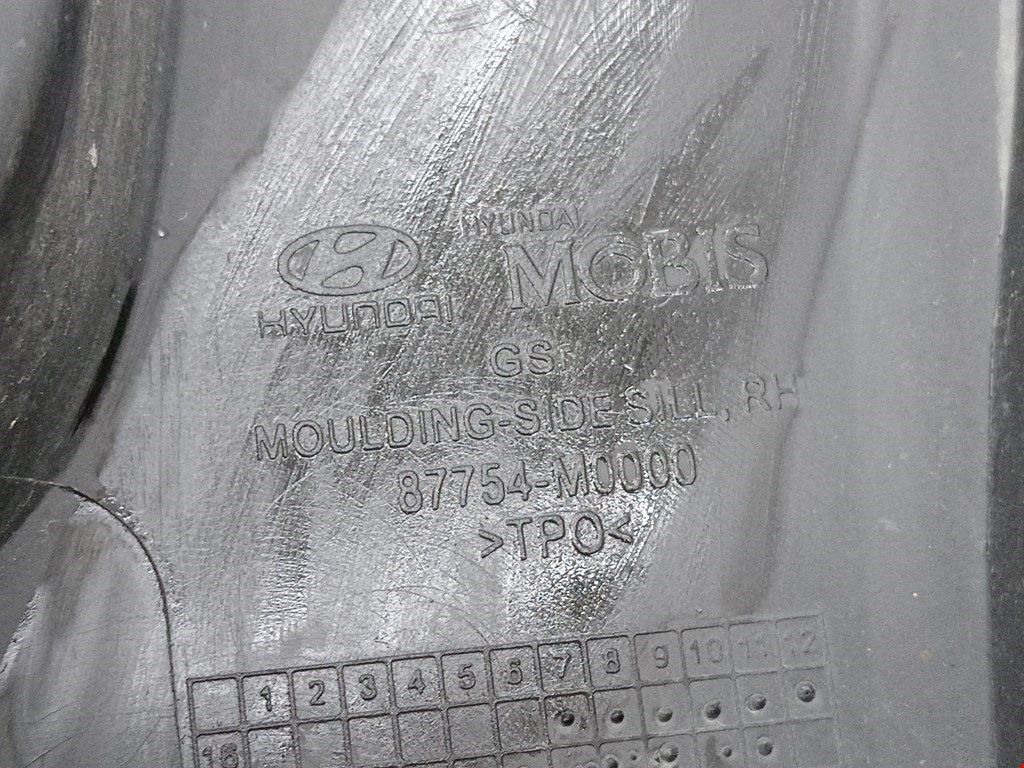 HYUNDAI
MOBIS
HYUNDAI
GS
MOULDING-SIDE SILL, RH
87754-M0000
>TPO<
1 2 3 4 5 6 7 8 9 10 11 12
16